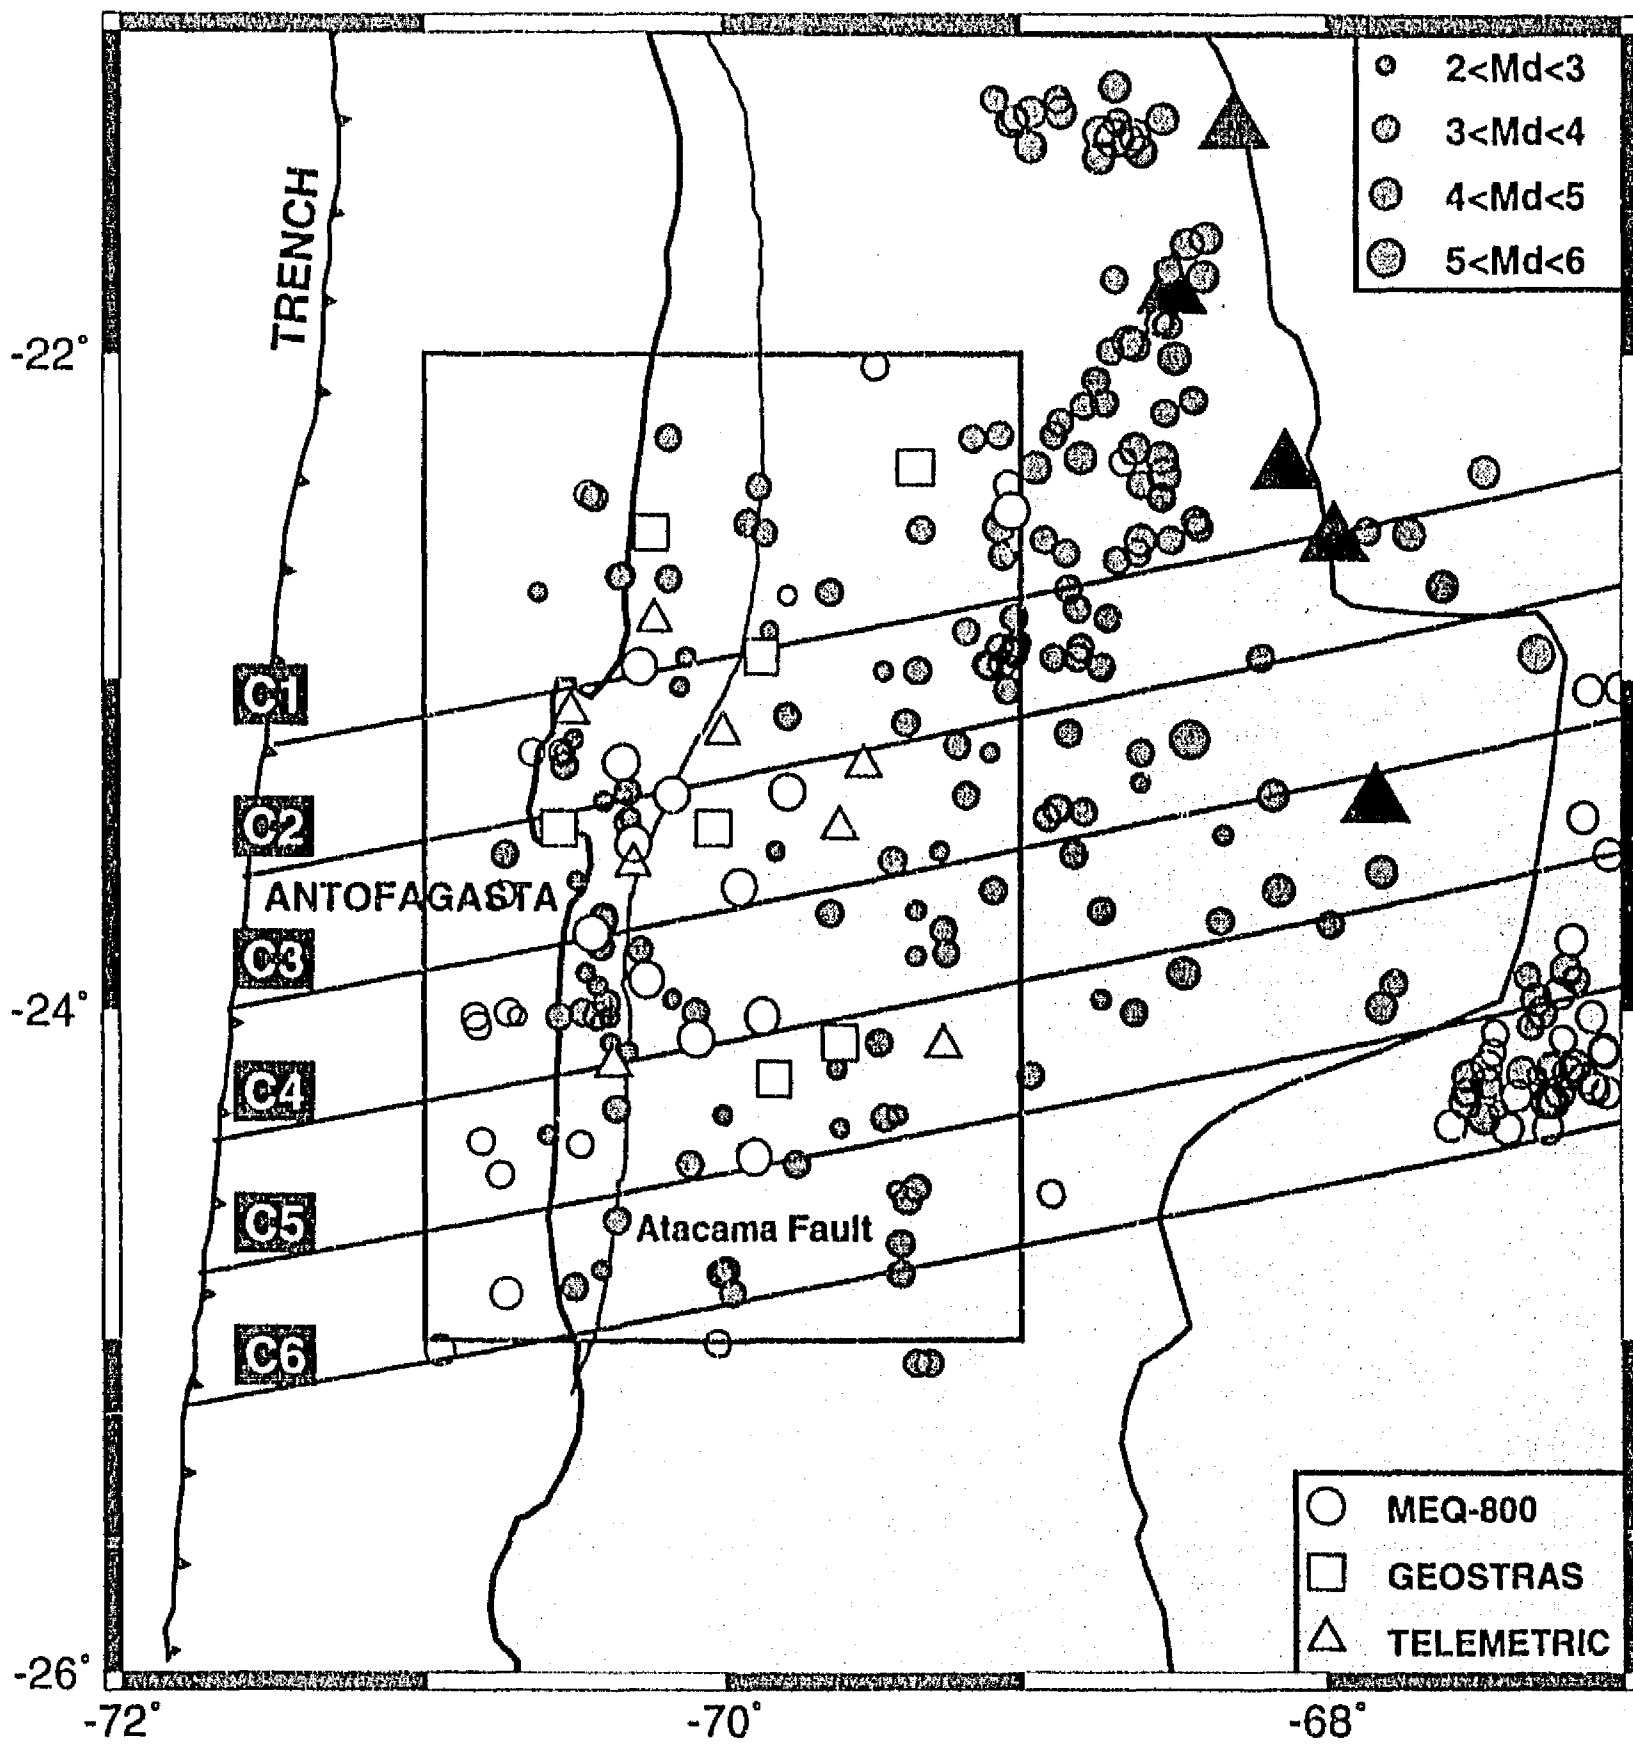 2<Md<3
3<Md<4
4<Md<5
5<Md<6
TRENCH
-22°
C1
C2
ANTOFAGASTA
C3
-24°
C4
C5
Atacama Fault
C6
MEQ-800
GEOSTRAS
TELEMETRIC
-26°
-72°
-70°
-68°